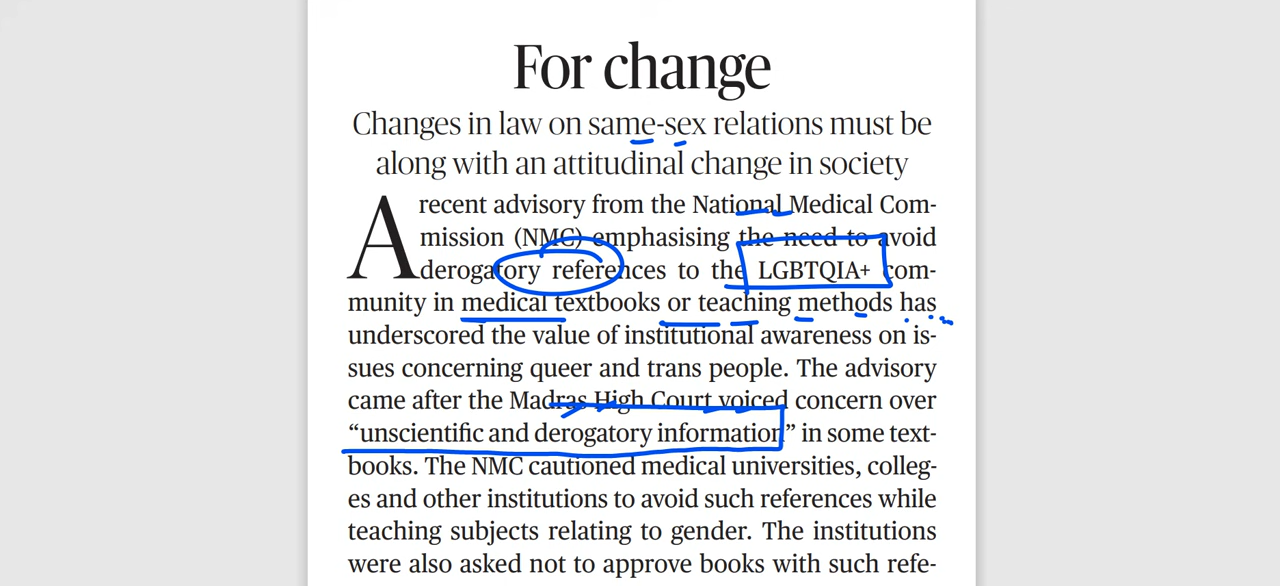 For change
Changes in law on same-sex relations must be
along with an attitudinal change in society
A recent advisory from the National Medical Com-
mission (NMC) emphasising the need to avoid
derogatory references to the LGBTQIA+ com-
munity in medical textbooks or teaching methods has
underscored the value of institutional awareness on is-
sues concerning queer and trans people. The advisory
came after the Madras High Court voiced concern over
“unscientific and derogatory information” in some text-
books. The NMC cautioned medical universities, colleg-
es and other institutions to avoid such references while
teaching subjects relating to gender. The institutions
were also asked not to approve books with such refe-